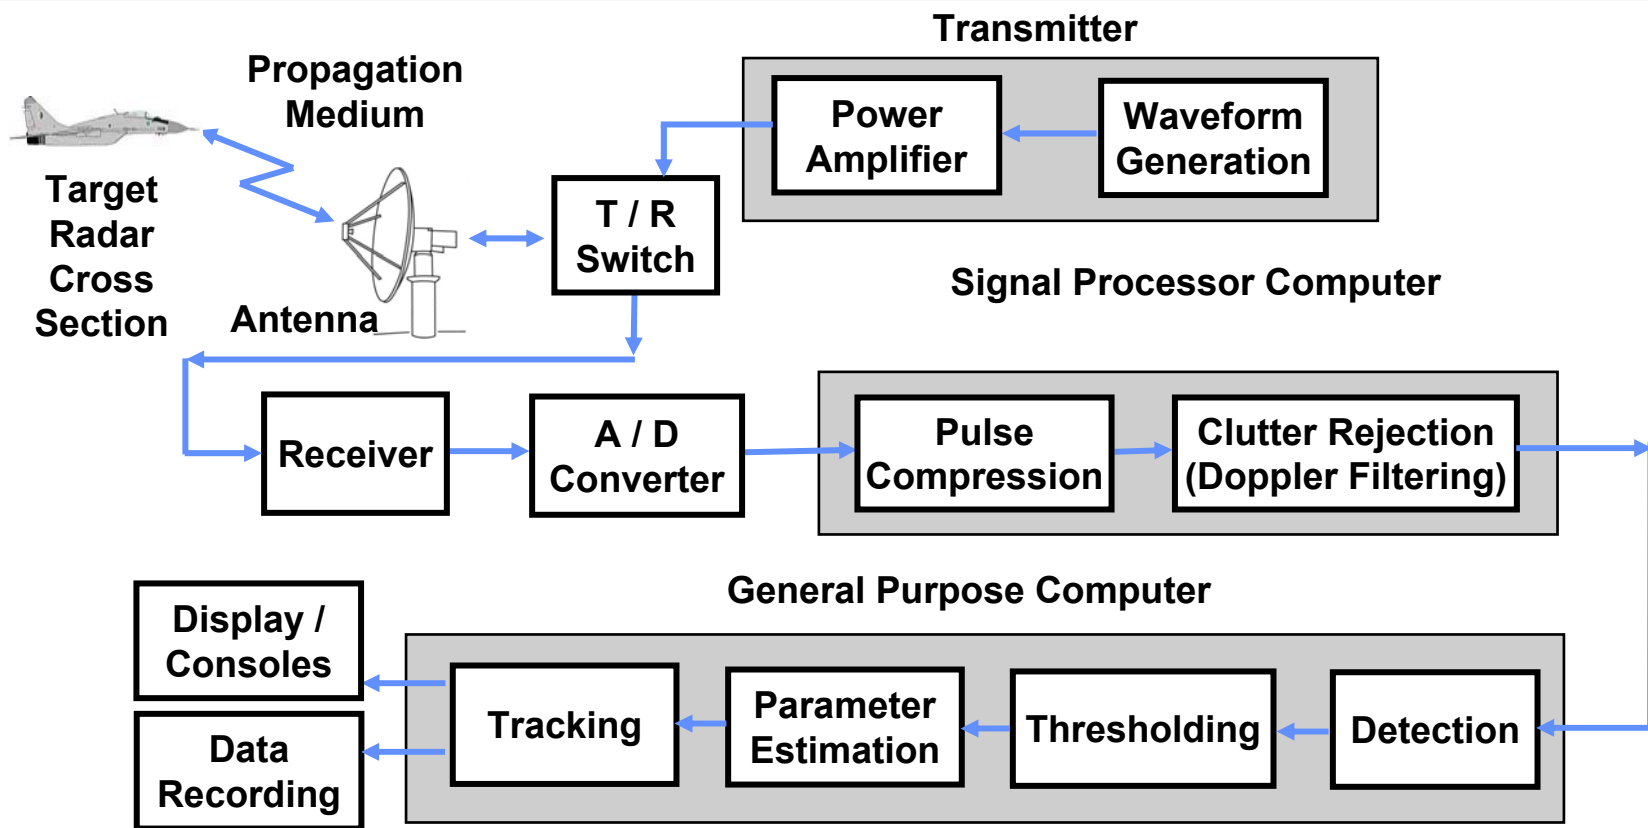 Transmitter
Propagation
Medium
Power
Amplifier
Waveform
Generation
Target
Radar
Cross
Section
Antenna
T / R
Switch
Signal Processor Computer
Receiver
A / D
Converter
Pulse
Compression
Clutter Rejection
(Doppler Filtering)
General Purpose Computer
Display /
Consoles
Data
Recording
Tracking
Parameter
Estimation
Thresholding
Detection